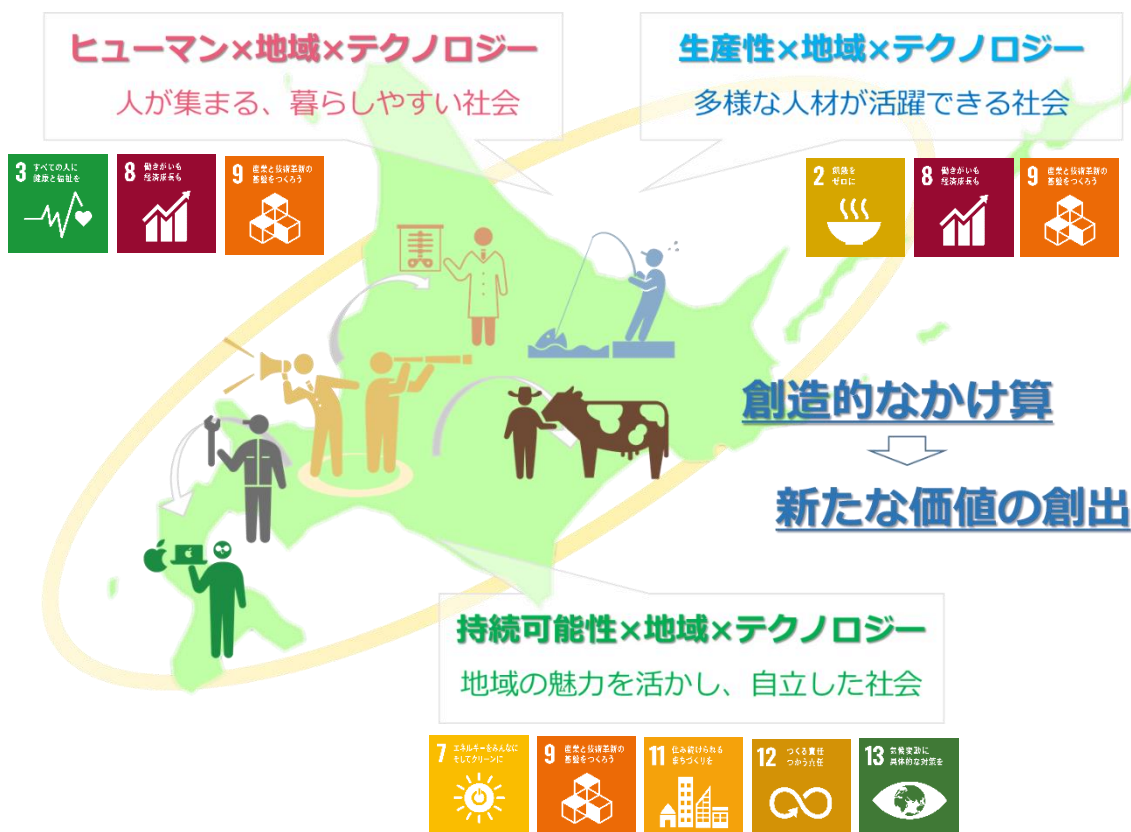 ヒューマン×地域×テクノロジー
人が集まる、暮らしやすい社会
生産性×地域×テクノロジー
多様な人材が活躍できる社会
3 すべての人に
健康と福祉を
8 働きがいも
経済成長も
9 産業と技術革新の
基盤をつくろう
2 飢餓を
ゼロに
8 働きがいも
経済成長も
9 産業と技術革新の
基盤をつくろう
創造的なかけ算
新たな価値の創出
持続可能性×地域×テクノロジー
地域の魅力を活かし、自立した社会
7 エネルギーをみんなに
そしてクリーンに
9 産業と技術革新の
基盤をつくろう
11 住み続けられる
まちづくりを
12 つくる責任
つかう責任
13 気候変動に
具体的な対策を